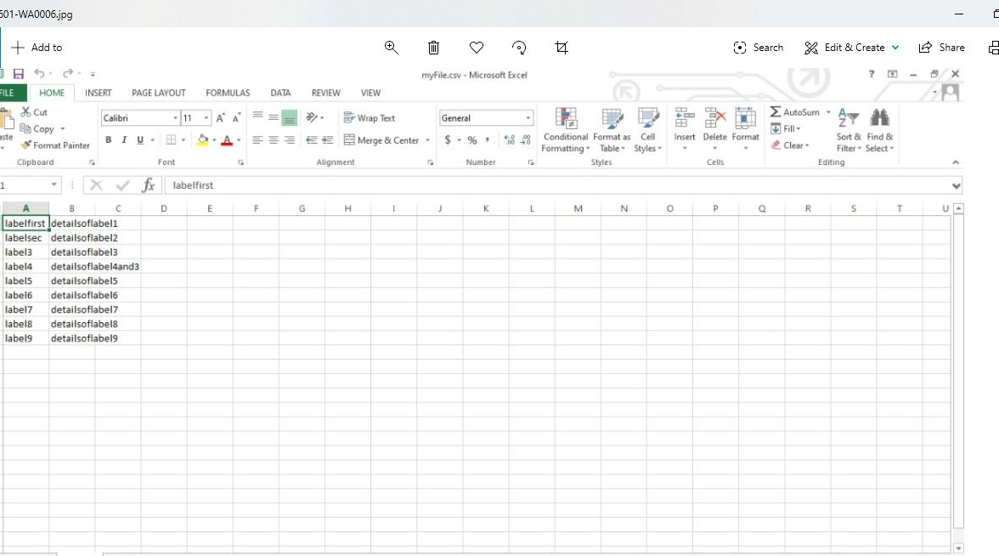 601-WA0006.jpg
Add to
Search
Edit & Create
Share
myFile.csv - Microsoft Excel
?
FILE HOME INSERT PAGE LAYOUT FORMULAS DATA REVIEW VIEW
Cut
Copy
Format Painter
Clipboard
Calibri 11
B I U
Font
Wrap Text
Merge & Center
Alignment
General
$ % ,
Number
Conditional Formatting
Format as Table
Cell Styles
Styles
Insert Delete Format
Cells
AutoSum
Fill
Clear
Sort & Filter
Find & Select
Editing
1 fx labelfirst
A B C D E F G H I J K L M N O P Q R S T U
labelfirst detailsoflabel1
labelsec detailsoflabel2
label3 detailsoflabel3
label4 detailsoflabel4and3
label5 detailsoflabel5
label6 detailsoflabel6
label7 detailsoflabel7
label8 detailsoflabel8
label9 detailsoflabel9